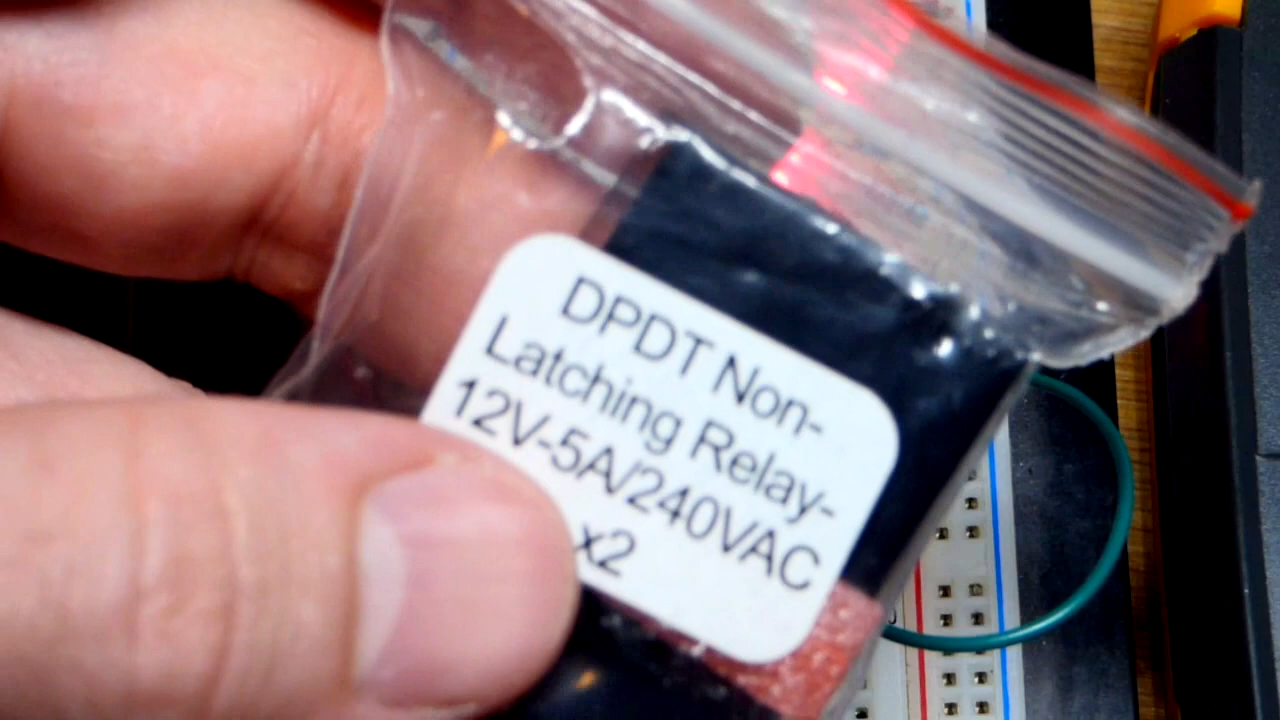 DPDT Non-
Latching Relay-
12V-5A/240VAC
x2